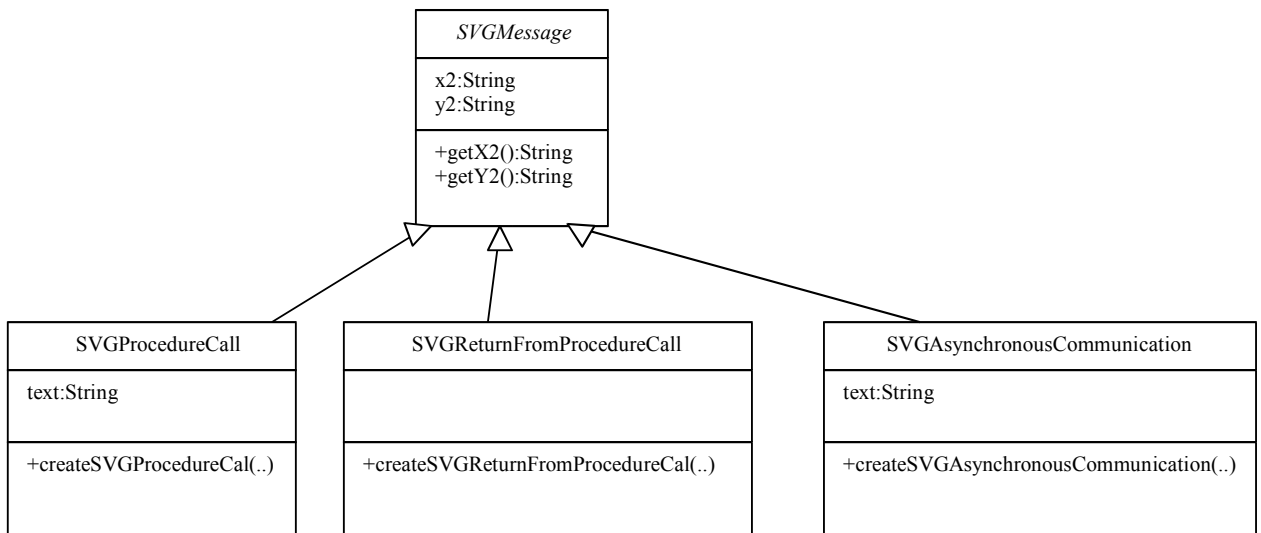 SVGMessage
x2:String
y2:String
+getX2():String
+getY2():String
SVGProcedureCall
text:String
+createSVGProcedureCal(..)
SVGReturnFromProcedureCall
+createSVGReturnFromProcedureCal(..)
SVGAsynchronousCommunication
text:String
+createSVGAsynchronousCommunication(..)